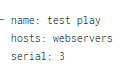 - name: test play
  hosts: webservers
  serial: 3